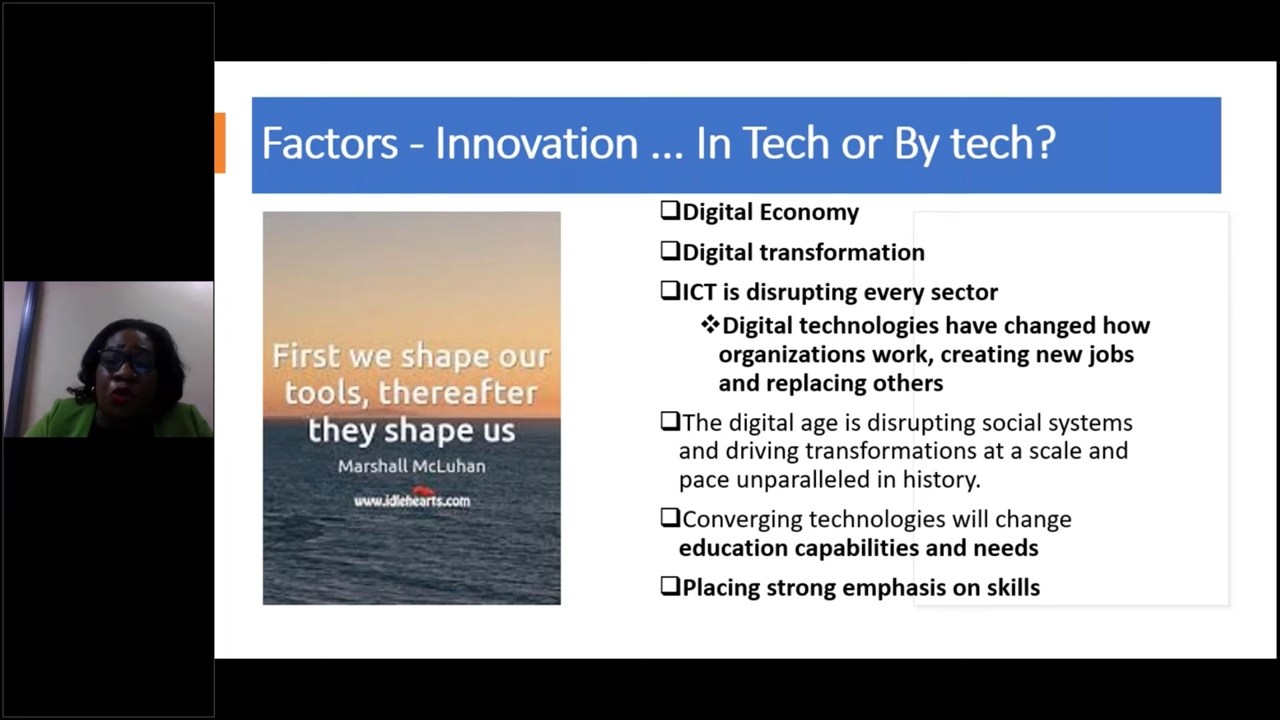 Factors - Innovation ... In Tech or By tech?
First we shape our
tools, thereafter
they shape us
Marshall McLuhan
www.idlehearts.com
❑Digital Economy
❑Digital transformation
❑ICT is disrupting every sector
❖Digital technologies have changed how
organizations work, creating new jobs
and replacing others
❑The digital age is disrupting social systems
and driving transformations at a scale and
pace unparalleled in history.
❑Converging technologies will change
education capabilities and needs
❑Placing strong emphasis on skills